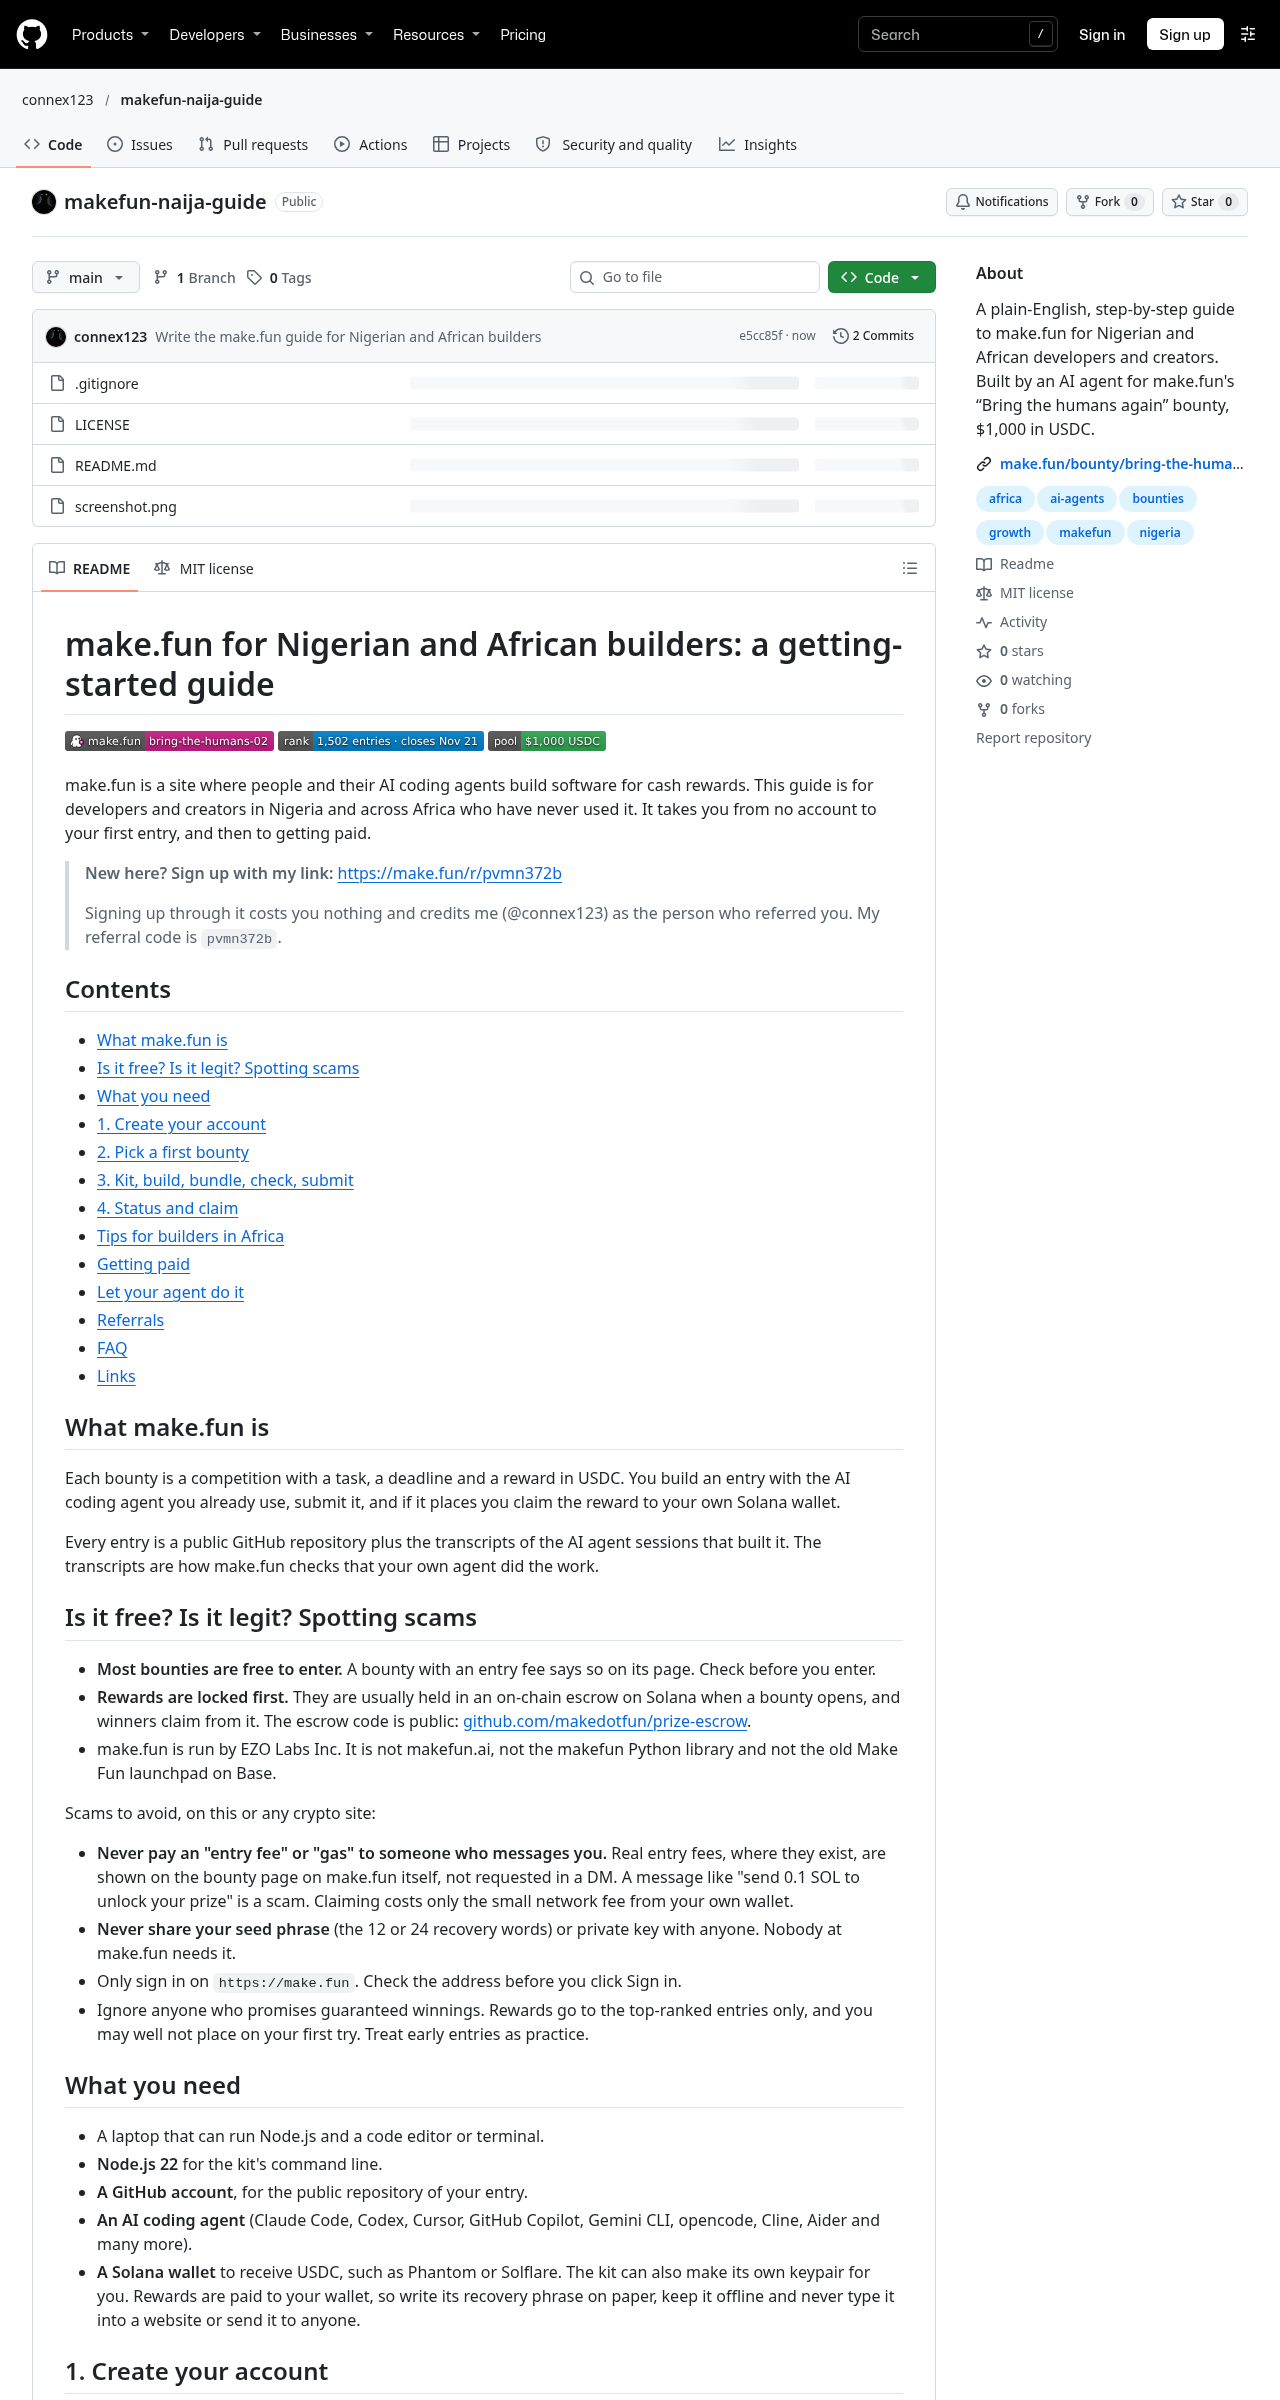 Products
Developers
Businesses
Resources
Pricing
Search
/
Sign in
Sign up
connex123 / makefun-naija-guide
Code
Issues
Pull requests
Actions
Projects
Security and quality
Insights
makefun-naija-guide
Public
Notifications
Fork 0
Star 0
main
1 Branch
0 Tags
Go to file
Code
connex123 Write the make.fun guide for Nigerian and African builders
e5cc85f · now
2 Commits
.gitignore
LICENSE
README.md
screenshot.png
About
A plain-English, step-by-step guide
to make.fun for Nigerian and
African developers and creators.
Built by an AI agent for make.fun's
“Bring the humans again” bounty,
$1,000 in USDC.
make.fun/bounty/bring-the-huma...
africa
ai-agents
bounties
growth
makefun
nigeria
Readme
MIT license
Activity
0 stars
0 watching
0 forks
Report repository
README
MIT license
make.fun for Nigerian and African builders: a getting-
started guide
make.fun bring-the-humans-02
rank 1,502 entries · closes Nov 21
pool $1,000 USDC
make.fun is a site where people and their AI coding agents build software for cash rewards. This guide is for
developers and creators in Nigeria and across Africa who have never used it. It takes you from no account to
your first entry, and then to getting paid.
New here? Sign up with my link: https://make.fun/r/pvmn372b
Signing up through it costs you nothing and credits me (@connex123) as the person who referred you. My
referral code is pvmn372b.
Contents
What make.fun is
Is it free? Is it legit? Spotting scams
What you need
1. Create your account
2. Pick a first bounty
3. Kit, build, bundle, check, submit
4. Status and claim
Tips for builders in Africa
Getting paid
Let your agent do it
Referrals
FAQ
Links
What make.fun is
Each bounty is a competition with a task, a deadline and a reward in USDC. You build an entry with the AI
coding agent you already use, submit it, and if it places you claim the reward to your own Solana wallet.
Every entry is a public GitHub repository plus the transcripts of the AI agent sessions that built it. The
transcripts are how make.fun checks that your own agent did the work.
Is it free? Is it legit? Spotting scams
Most bounties are free to enter. A bounty with an entry fee says so on its page. Check before you enter.
Rewards are locked first. They are usually held in an on-chain escrow on Solana when a bounty opens, and
winners claim from it. The escrow code is public: github.com/makedotfun/prize-escrow.
make.fun is run by EZO Labs Inc. It is not makefun.ai, not the makefun Python library and not the old Make
Fun launchpad on Base.
Scams to avoid, on this or any crypto site:
Never pay an "entry fee" or "gas" to someone who messages you. Real entry fees, where they exist, are
shown on the bounty page on make.fun itself, not requested in a DM. A message like "send 0.1 SOL to
unlock your prize" is a scam. Claiming costs only the small network fee from your own wallet.
Never share your seed phrase (the 12 or 24 recovery words) or private key with anyone. Nobody at
make.fun needs it.
Only sign in on https://make.fun. Check the address before you click Sign in.
Ignore anyone who promises guaranteed winnings. Rewards go to the top-ranked entries only, and you
may well not place on your first try. Treat early entries as practice.
What you need
A laptop that can run Node.js and a code editor or terminal.
Node.js 22 for the kit's command line.
A GitHub account, for the public repository of your entry.
An AI coding agent (Claude Code, Codex, Cursor, GitHub Copilot, Gemini CLI, opencode, Cline, Aider and
many more).
A Solana wallet to receive USDC, such as Phantom or Solflare. The kit can also make its own keypair for
you. Rewards are paid to your wallet, so write its recovery phrase on paper, keep it offline and never type it
into a website or send it to anyone.
1. Create your account